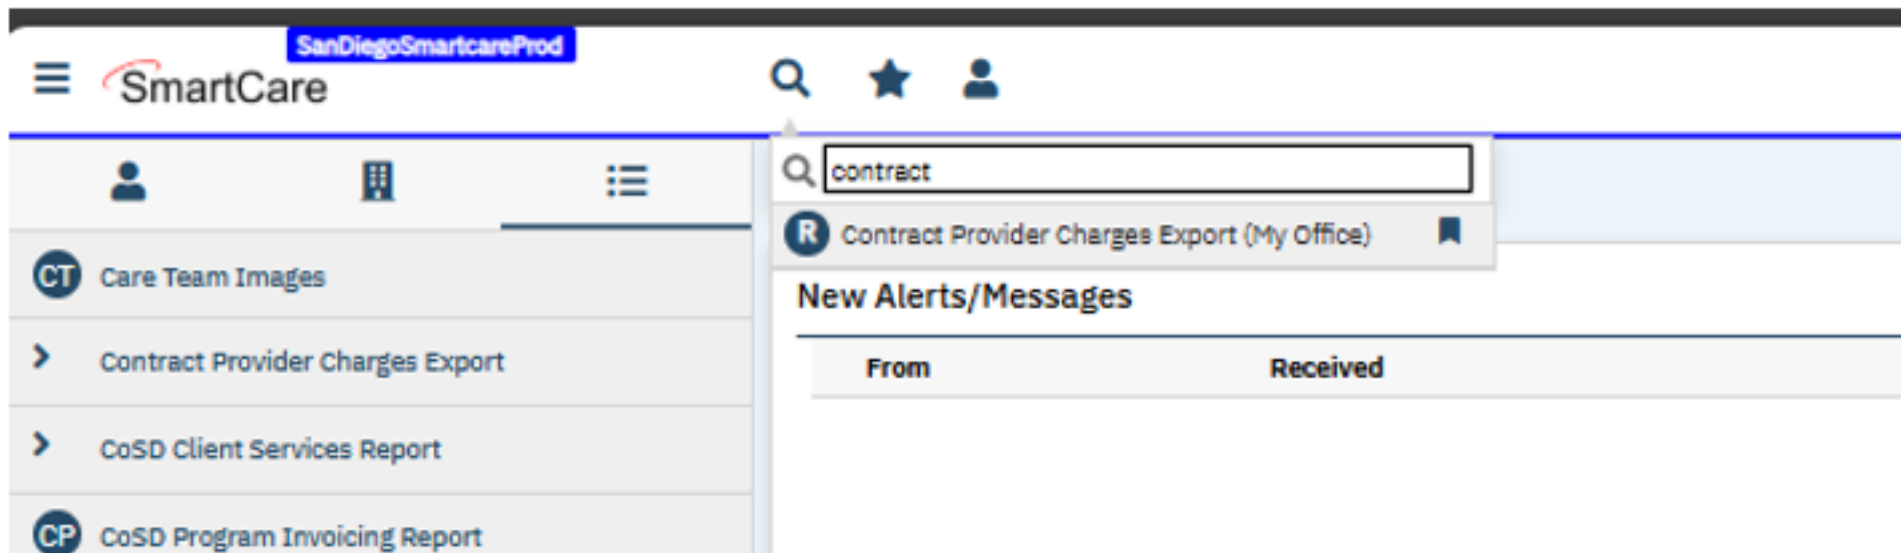 SanDiegoSmartcareProd
SmartCare
contract
R Contract Provider Charges Export (My Office)
CT Care Team Images
Contract Provider Charges Export
CoSD Client Services Report
CP CoSD Program Invoicing Report
New Alerts/Messages
From Received